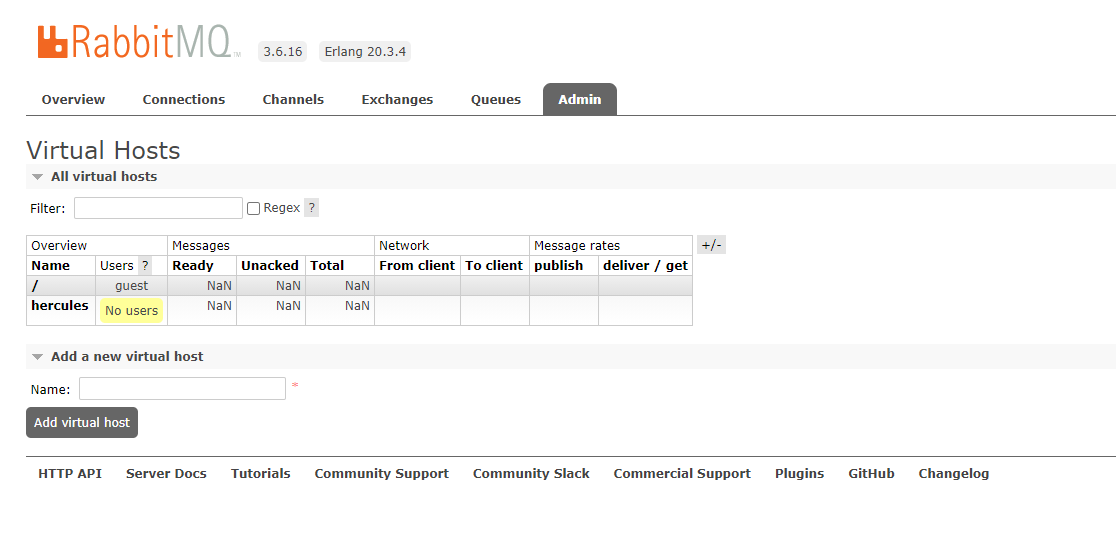 RabbitMQ™ 3.6.16 Erlang 20.3.4
Overview Connections Channels Exchanges Queues Admin
Virtual Hosts
All virtual hosts
Filter: Regex ?
Overview Messages Network Message rates +/-
Name Users ? Ready Unacked Total From client To client publish deliver / get
/ guest NaN NaN NaN
hercules No users NaN NaN NaN
Add a new virtual host
Name: *
Add virtual host
HTTP API Server Docs Tutorials Community Support Community Slack Commercial Support Plugins GitHub Changelog